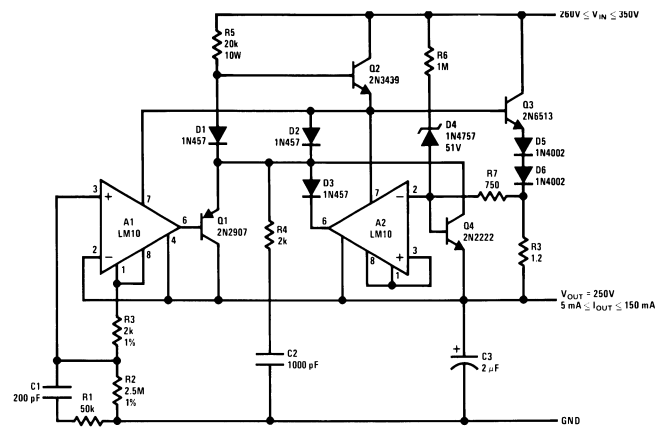 260V ≤ VIN ≤ 350V
R5
20k
10W
Q2
2N3439
R6
1M
Q3
2N6513
D1
1N457
D2
1N457
D4
1N4757
51V
D5
1N4002
D6
1N4002
D3
1N457
R7
750
3
+
7
A1
LM10
6
2
−
4
8
1
Q1
2N2907
R4
2k
7
2
−
A2
LM10
6
+
3
8
1
4
Q4
2N2222
R3
1.2
VOUT = 250V
5 mA ≤ IOUT ≤ 150 mA
R3
2k
1%
C2
1000 pF
+
C3
2 μF
C1
200 pF
R1
50k
R2
2.5M
1%
GND